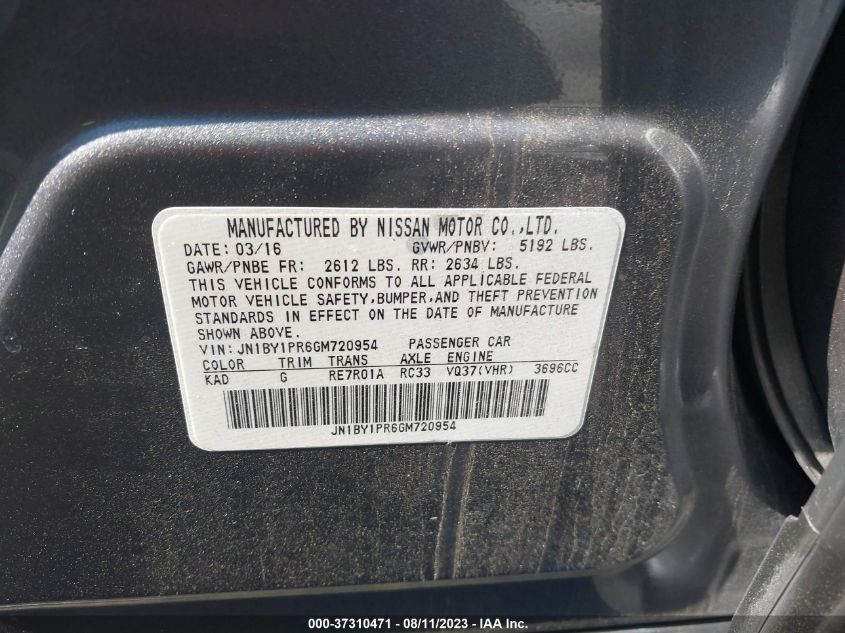 MANUFACTURED BY NISSAN MOTOR CO.,LTD.
DATE: 03/16 GVWR/PNBV: 5192 LBS.
GAWR/PNBE FR: 2612 LBS. RR: 2634 LBS.
THIS VEHICLE CONFORMS TO ALL APPLICABLE FEDERAL
MOTOR VEHICLE SAFETY,BUMPER,AND THEFT PREVENTION
STANDARDS IN EFFECT ON THE DATE OF MANUFACTURE
SHOWN ABOVE.
VIN: JN1BY1PR6GM720954 PASSENGER CAR
COLOR TRIM TRANS AXLE ENGINE
KAD G RE7R01A RC33 VQ37(VHR) 3696CC
JN1BY1PR6GM720954
000-37310471 - 08/11/2023 - IAA Inc.